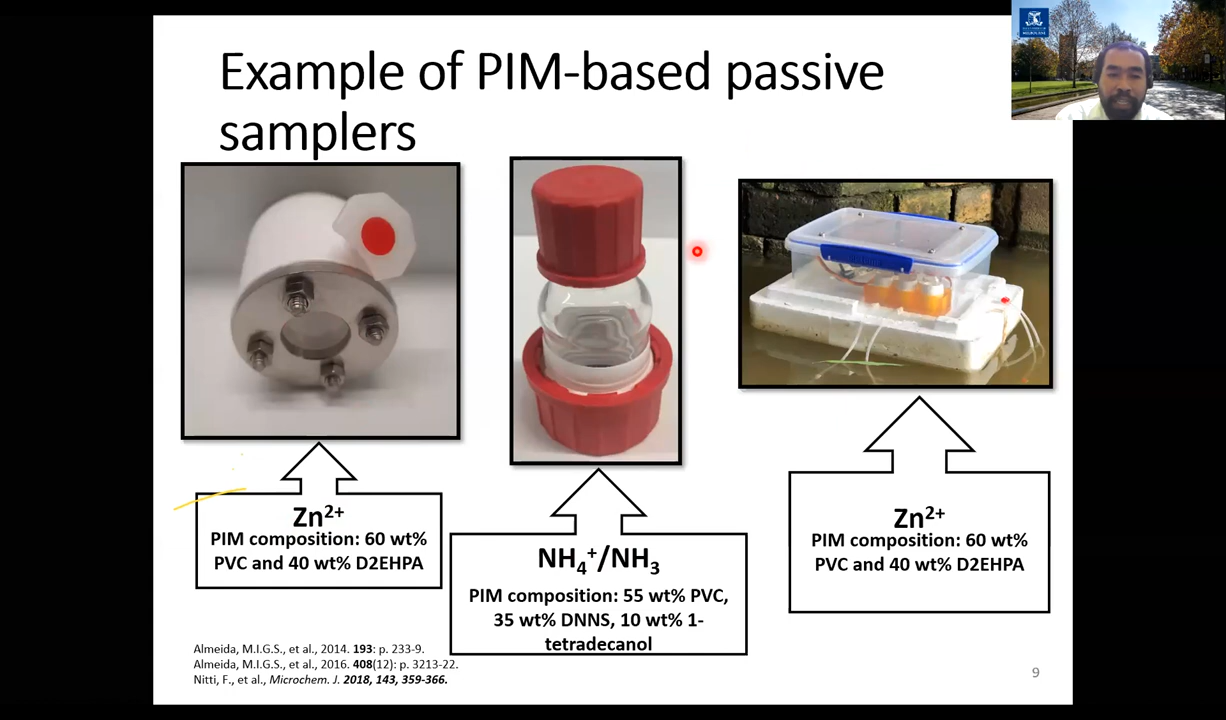 Example of PIM-based passive
samplers
Zn2+
PIM composition: 60 wt%
PVC and 40 wt% D2EHPA
NH4+/NH3
PIM composition: 55 wt% PVC,
35 wt% DNNS, 10 wt% 1-
tetradecanol
Zn2+
PIM composition: 60 wt%
PVC and 40 wt% D2EHPA
Almeida, M.I.G.S., et al., 2014. 193: p. 233-9.
Almeida, M.I.G.S., et al., 2016. 408(12): p. 3213-22.
Nitti, F., et al., Microchem. J. 2018, 143, 359-366.
9
MELBOURNE